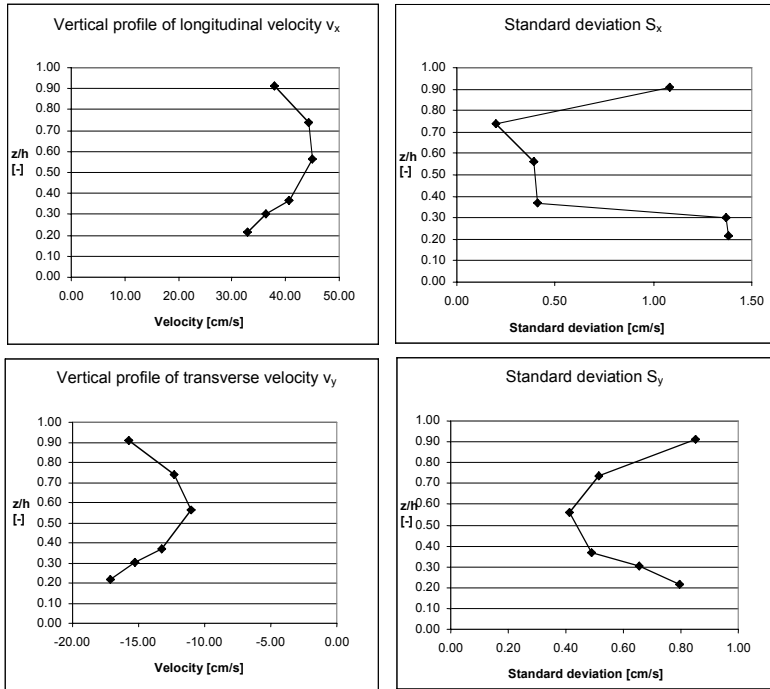 Vertical profile of longitudinal velocity vx
1.00
0.90
0.80
0.70
z/h 0.60
[-] 0.50
0.40
0.30
0.20
0.10
0.00
0.00 10.00 20.00 30.00 40.00 50.00
Velocity [cm/s]
Standard deviation Sx
1.00
0.90
0.80
0.70
z/h 0.60
[-] 0.50
0.40
0.30
0.20
0.10
0.00
0.00 0.50 1.00 1.50
Standard deviation [cm/s]
Vertical profile of transverse velocity vy
1.00
0.90
0.80
0.70
z/h 0.60
[-] 0.50
0.40
0.30
0.20
0.10
0.00
-20.00 -15.00 -10.00 -5.00 0.00
Velocity [cm/s]
Standard deviation Sy
1.00
0.90
0.80
0.70
z/h 0.60
[-] 0.50
0.40
0.30
0.20
0.10
0.00
0.00 0.20 0.40 0.60 0.80 1.00
Standard deviation [cm/s]